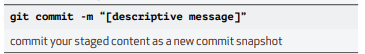 git commit -m “[descriptive message]”
commit your staged content as a new commit snapshot